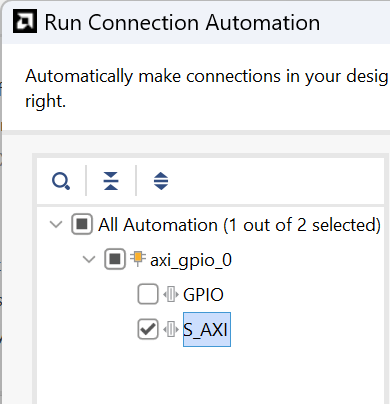 Run Connection Automation
Automatically make connections in your desig
right.
All Automation (1 out of 2 selected)
axi_gpio_0
GPIO
S_AXI